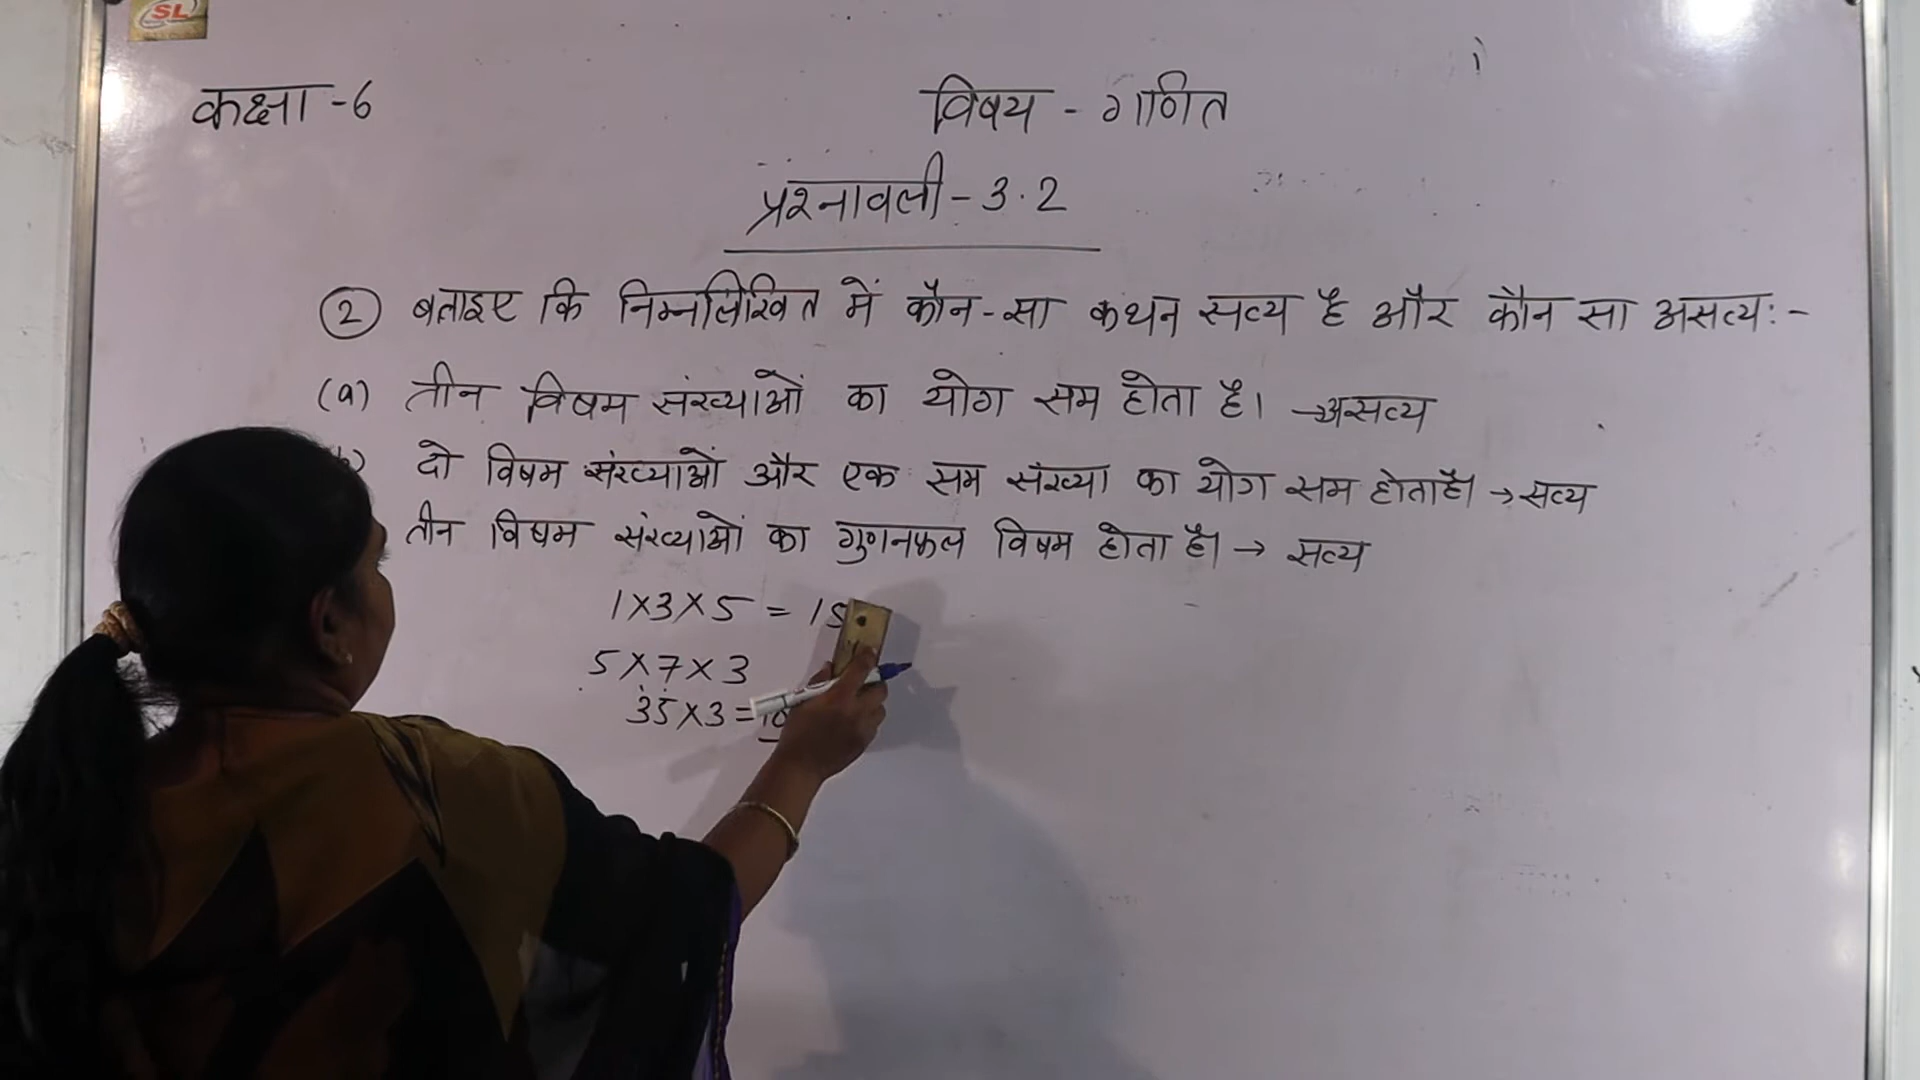 SL
कक्षा -6
विषय - गणित
प्रश्नावली - 3.2
② बताइए कि निम्नलिखित में कौन-सा कथन सत्य है और कौन सा असत्य:-
(a) तीन विषम संख्याओं का योग सम होता है। →असत्य
दो विषम संख्याओं और एक सम संख्या का योग सम होता है। →सत्य
तीन विषम संख्याओं का गुणनफल विषम होता है। → सत्य
1×3×5 = 15
5×7×3
35×3=